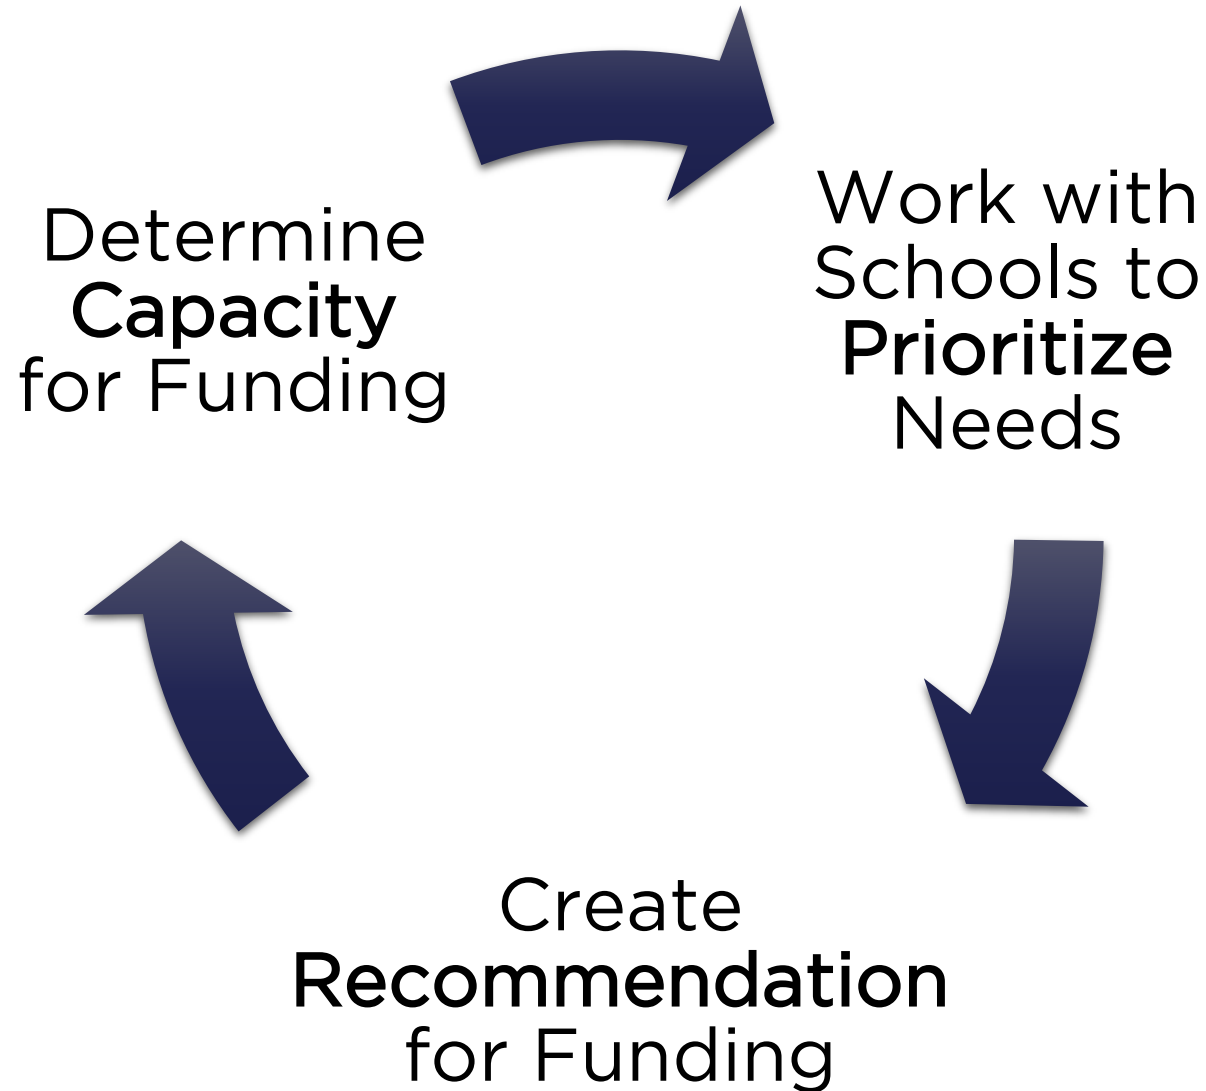 Determine
Capacity
for Funding
Work with
Schools to
Prioritize
Needs
Create
Recommendation
for Funding